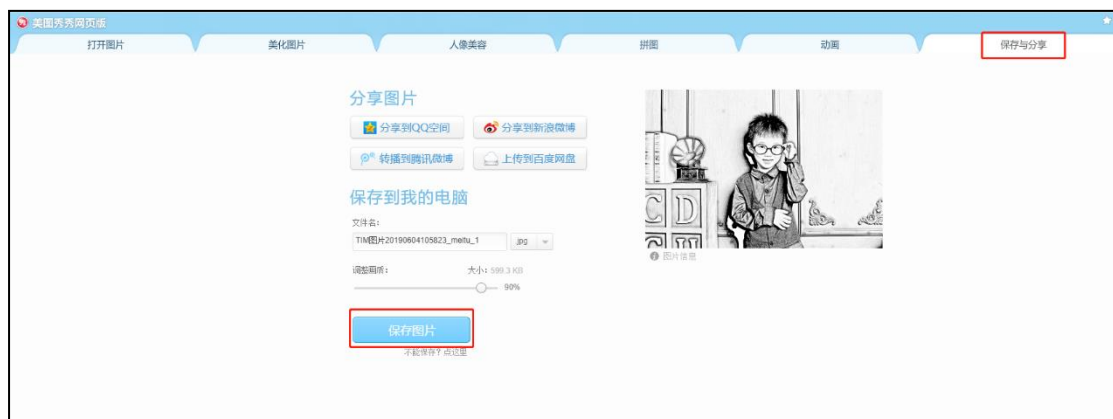 美图秀秀网页版
打开图片 美化图片 人像美容 拼图 动画 保存与分享
分享图片
分享到QQ空间 分享到新浪微博
转播到腾讯微博 上传到百度网盘
保存到我的电脑
文件名：
TIM图片20190604105823_meitu_1 jpg
调整画质： 大小：599.3 KB
90%
保存图片
不能保存？点这里
C D
图片信息